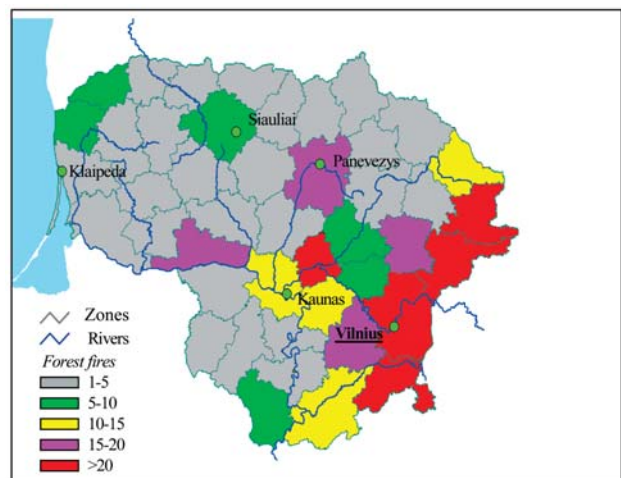 Siauliai
Panevezys
Klaipeda
Kaunas
Vilnius
Zones
Rivers
Forest fires
1-5
5-10
10-15
15-20
>20